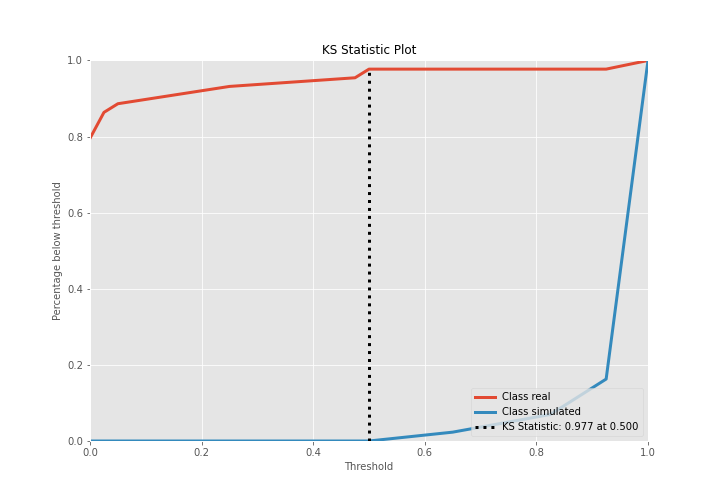 KS Statistic Plot
1.0
0.8
0.6
0.4
0.2
0.0
Percentage below threshold
0.0 0.2 0.4 0.6 0.8 1.0
Threshold
Class real
Class simulated
KS Statistic: 0.977 at 0.500